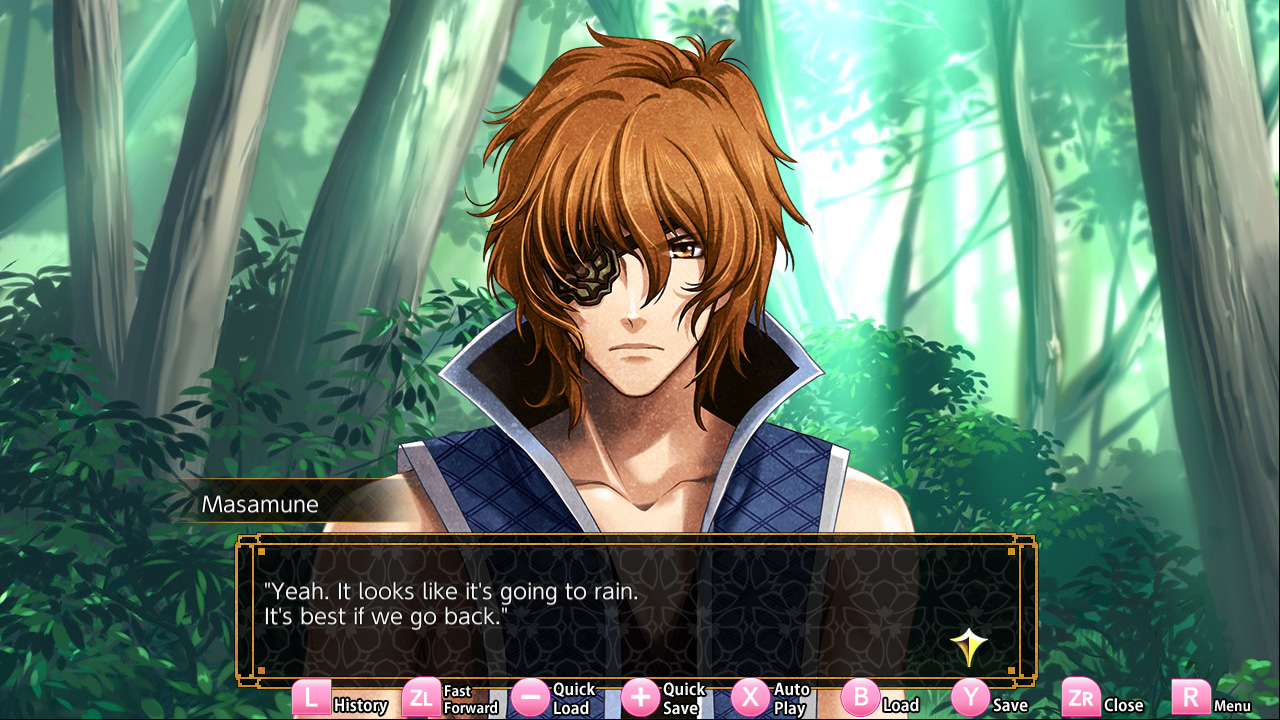 Masamune
"Yeah. It looks like it's going to rain.
It's best if we go back."
L History
ZL Fast Forward
− Quick Load
+ Quick Save
X Auto Play
B Load
Y Save
ZR Close
R Menu